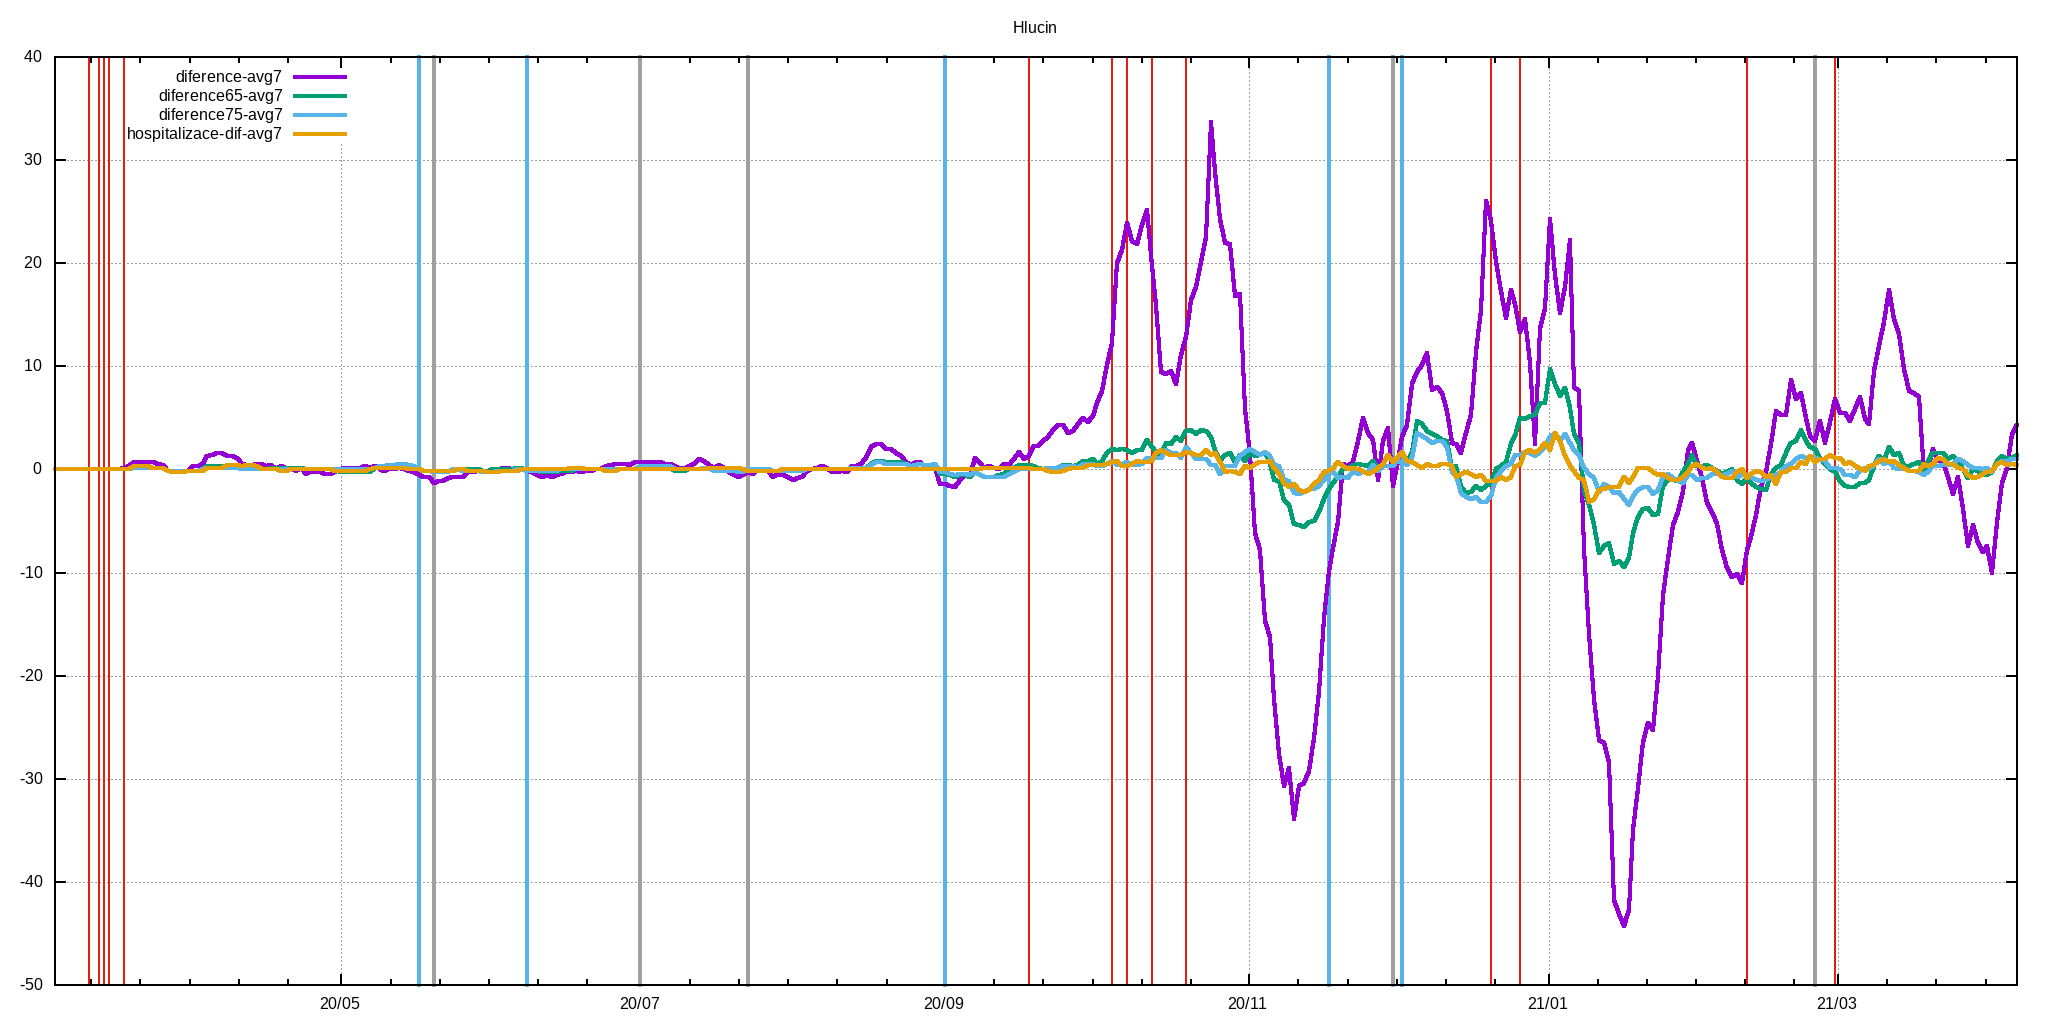 Hlucin
40
30
20
10
0
-10
-20
-30
-40
-50
diference-avg7
diference65-avg7
diference75-avg7
hospitalizace-dif-avg7
20/05 20/07 20/09 20/11 21/01 21/03